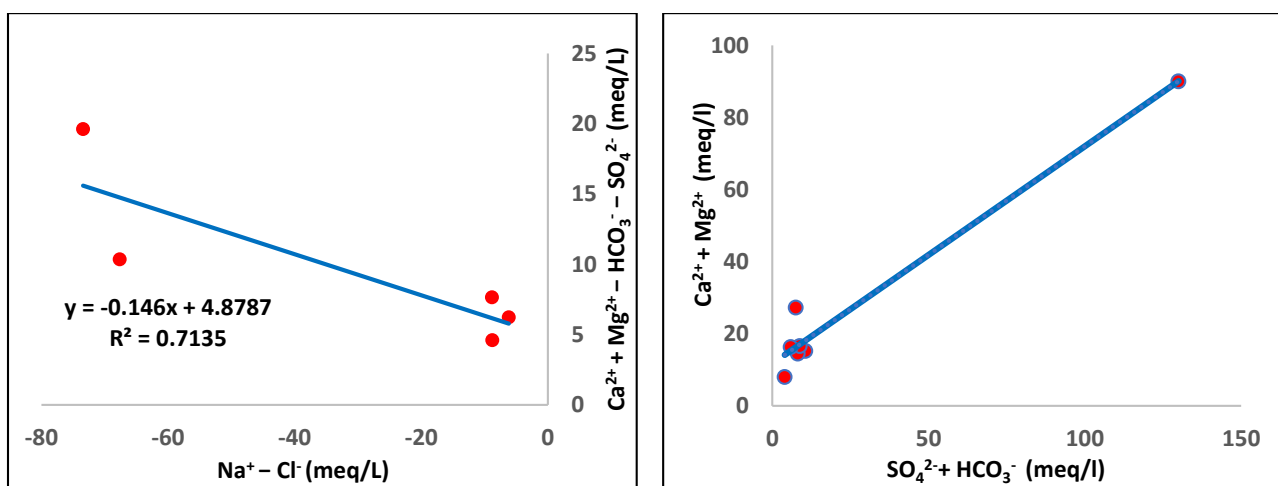 25
20
15
10
5
0
Ca²⁺ + Mg²⁺ – HCO₃⁻ – SO₄²⁻ (meq/L)
y = -0.146x + 4.8787
R² = 0.7135
-80 -60 -40 -20 0
Na⁺ – Cl⁻ (meq/L)
100
80
60
40
20
0
Ca²⁺ + Mg²⁺ (meq/l)
0 50 100 150
SO₄²⁻+ HCO₃⁻ (meq/l)